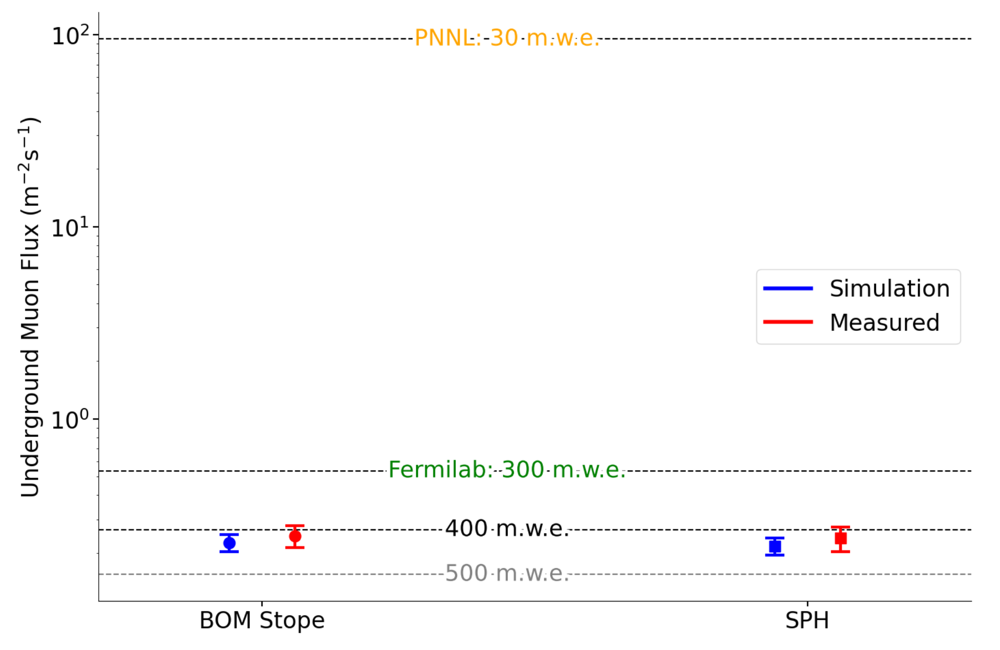 10²
PNNL: 30 m.w.e.
Underground Muon Flux (m⁻²s⁻¹)
10¹
Simulation
Measured
10⁰
Fermilab: 300 m.w.e.
400 m.w.e.
500 m.w.e.
BOM Stope
SPH